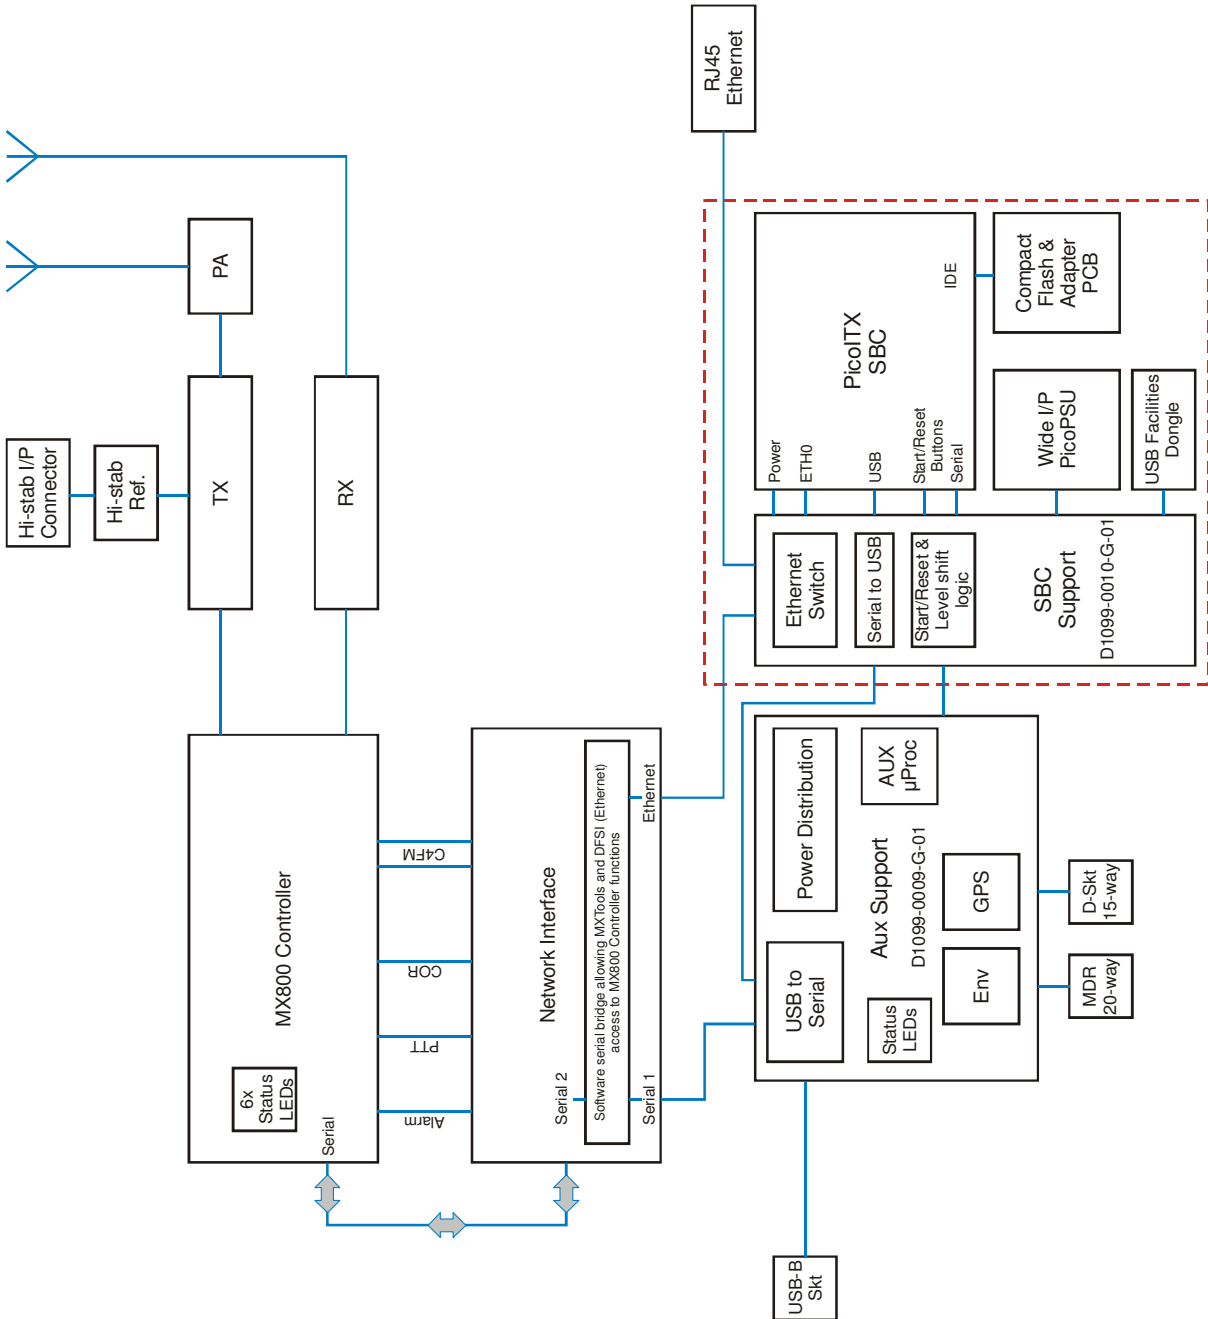 RJ45
Ethernet
PA
Hi-stab I/P
Connector
Hi-stab
Ref.
TX
RX
PicoITX
SBC
IDE
Compact
Flash &
Adapter
PCB
Power
ETH0
USB
Start/Reset
Buttons
Serial
Wide I/P
PicoPSU
USB Facilities
Dongle
Ethernet
Switch
Serial to USB
Start/Reset &
Level shift
logic
SBC
Support
D1099-0010-G-01
MX800 Controller
6x
Status
LEDs
Serial
C4FM
COR
PTT
Alarm
Network Interface
Software serial bridge allowing MXTools and DFSI (Ethernet)
access to MX800 Controller functions
Serial 2
Serial 1
Ethernet
Power Distribution
AUX
µProc
Aux Support
D1099-0009-G-01
USB to
Serial
Status
LEDs
GPS
Env
D-Skt
15-way
MDR
20-way
USB-B
Skt